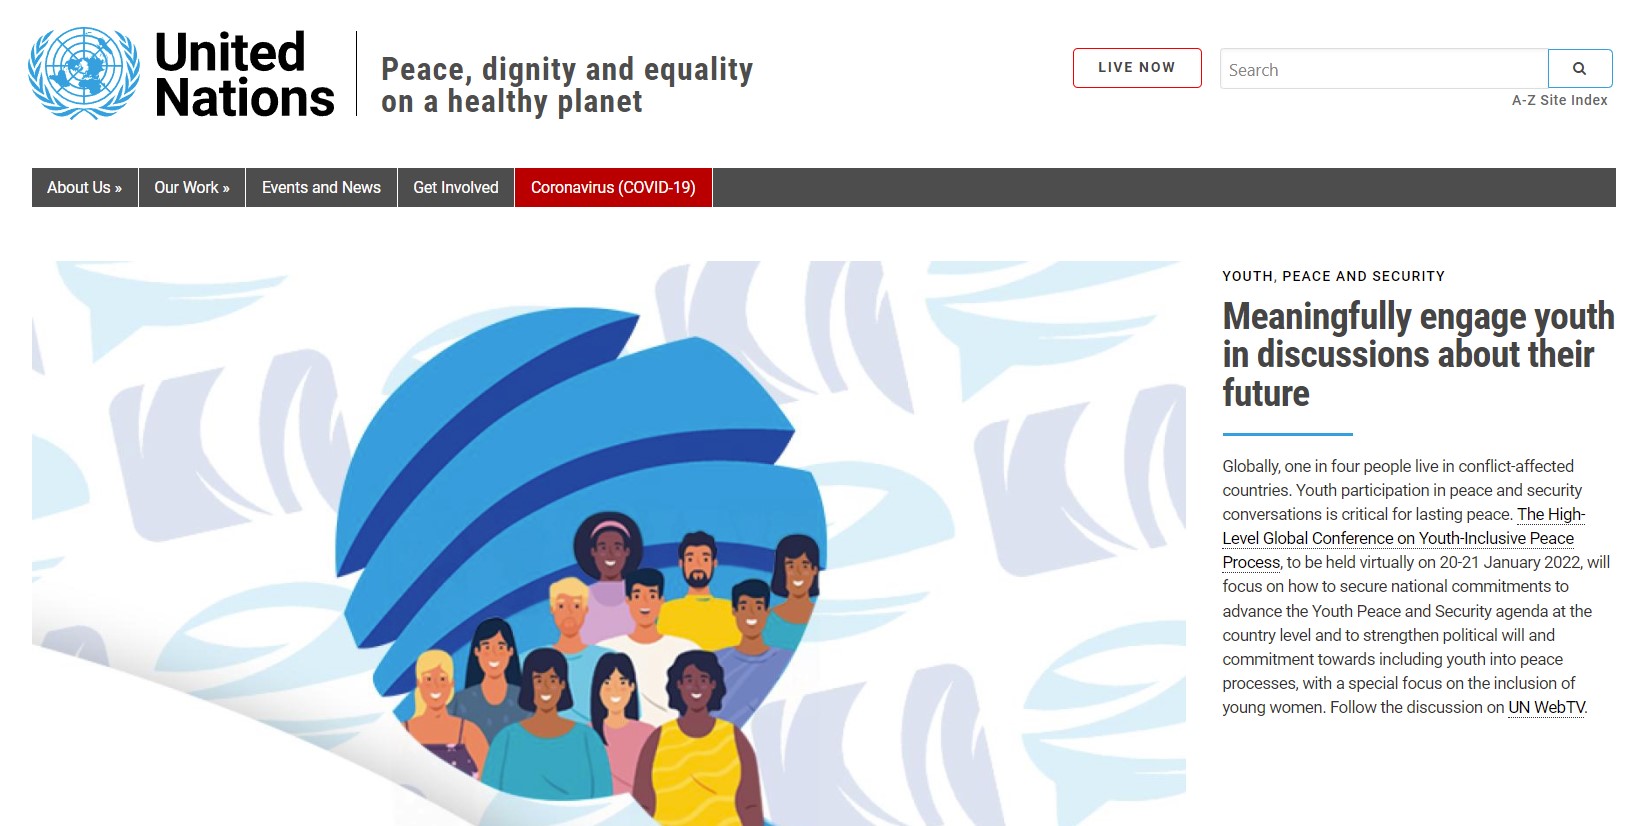 United
Nations
Peace, dignity and equality
on a healthy planet
LIVE NOW
Search
A-Z Site Index
About Us »
Our Work »
Events and News
Get Involved
Coronavirus (COVID-19)
YOUTH, PEACE AND SECURITY
Meaningfully engage youth
in discussions about their
future
Globally, one in four people live in conflict-affected
countries. Youth participation in peace and security
conversations is critical for lasting peace. The High-
Level Global Conference on Youth-Inclusive Peace
Process, to be held virtually on 20-21 January 2022, will
focus on how to secure national commitments to
advance the Youth Peace and Security agenda at the
country level and to strengthen political will and
commitment towards including youth into peace
processes, with a special focus on the inclusion of
young women. Follow the discussion on UN WebTV.